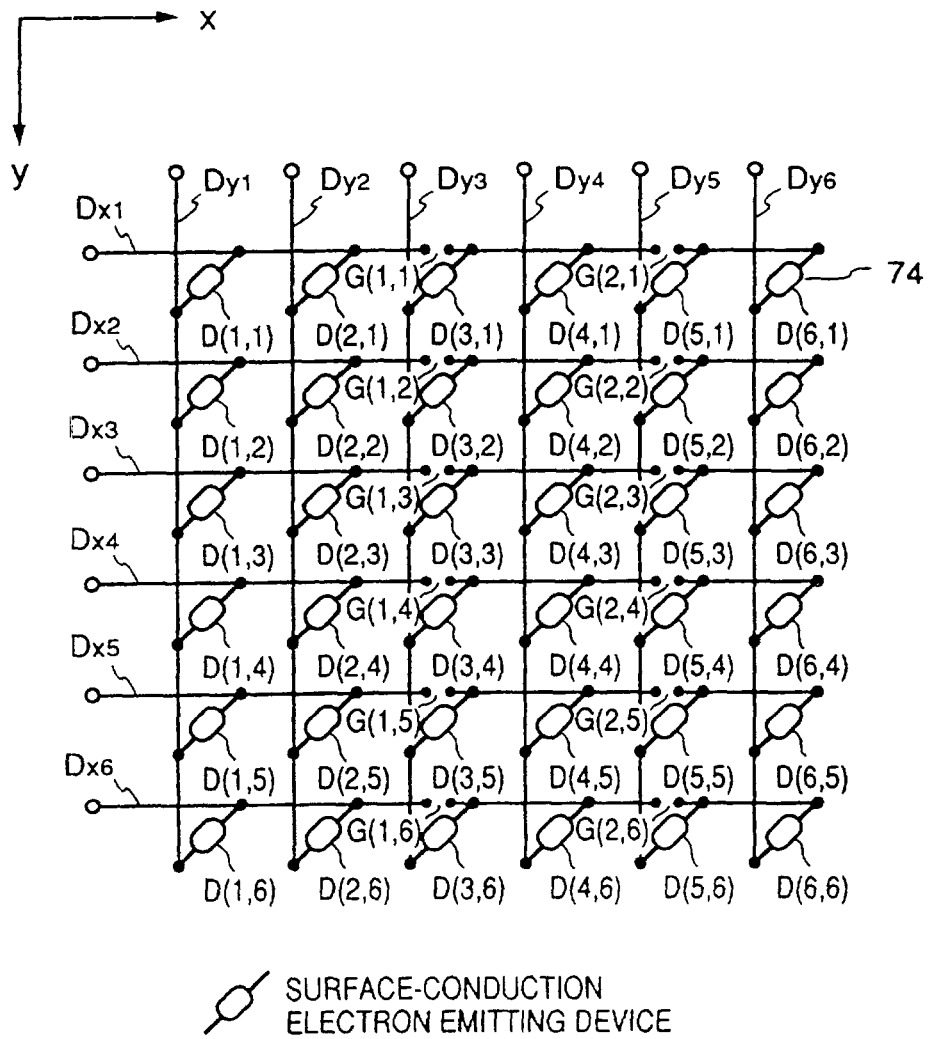 x
y
Dy1 Dy2 Dy3 Dy4 Dy5 Dy6
Dx1
G(1,1) G(2,1) 74
D(1,1) D(2,1) D(3,1) D(4,1) D(5,1) D(6,1)
Dx2
G(1,2) G(2,2)
D(1,2) D(2,2) D(3,2) D(4,2) D(5,2) D(6,2)
Dx3
G(1,3) G(2,3)
D(1,3) D(2,3) D(3,3) D(4,3) D(5,3) D(6,3)
Dx4
G(1,4) G(2,4)
D(1,4) D(2,4) D(3,4) D(4,4) D(5,4) D(6,4)
Dx5
G(1,5) G(2,5)
D(1,5) D(2,5) D(3,5) D(4,5) D(5,5) D(6,5)
Dx6
G(1,6) G(2,6)
D(1,6) D(2,6) D(3,6) D(4,6) D(5,6) D(6,6)
SURFACE-CONDUCTION
ELECTRON EMITTING DEVICE